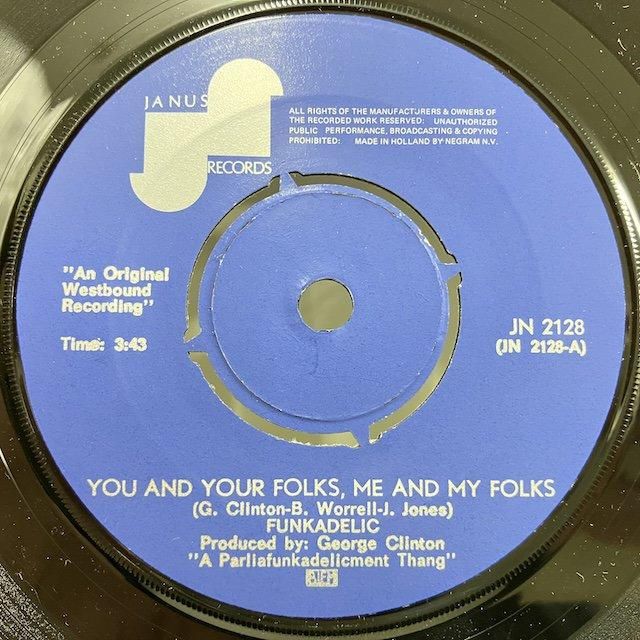 JANUS
RECORDS
ALL RIGHTS OF THE MANUFACTURERS & OWNERS OF
THE RECORDED WORK RESERVED: UNAUTHORIZED
PUBLIC PERFORMANCE, BROADCASTING & COPYING
PROHIBITED: MADE IN HOLLAND BY NEGRAM N.V.
"An Original
Westbound
Recording"
Time: 3:43
JN 2128
(JN 2128-A)
YOU AND YOUR FOLKS, ME AND MY FOLKS
(G. Clinton-B. Worrell-J. Jones)
FUNKADELIC
Produced by: George Clinton
"A Parliafunkadelicment Thang"